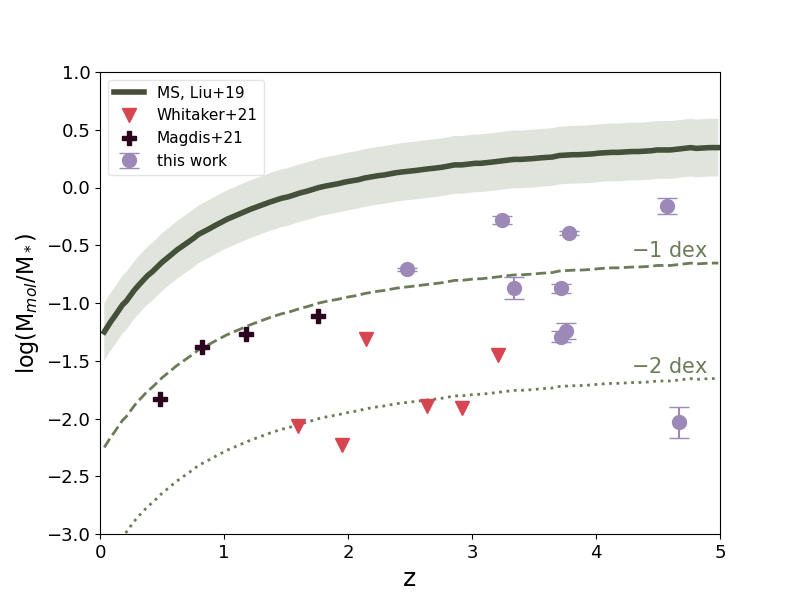 1.0
0.5
0.0
−0.5
−1.0
−1.5
−2.0
−2.5
−3.0
log(M_mol/M_*)
MS, Liu+19
Whitaker+21
Magdis+21
this work
−1 dex
−2 dex
0 1 2 3 4 5
z